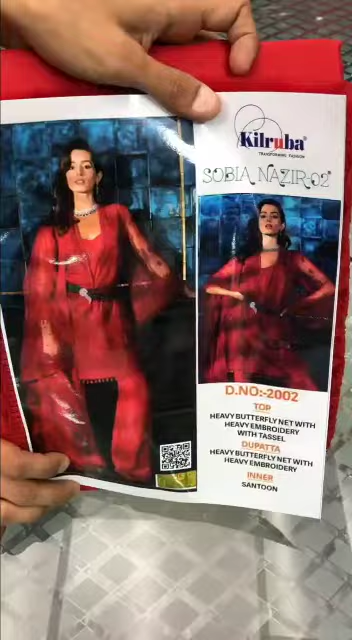 Kilruba®
TRANSFORMING FASHION
SOBIA NAZIR-02
D.NO:-2002
TOP
HEAVY BUTTERFLY NET WITH
HEAVY EMBROIDERY
WITH TASSEL
DUPATTA
HEAVY BUTTERFLY NET WITH
HEAVY EMBROIDERY
INNER
SANTOON